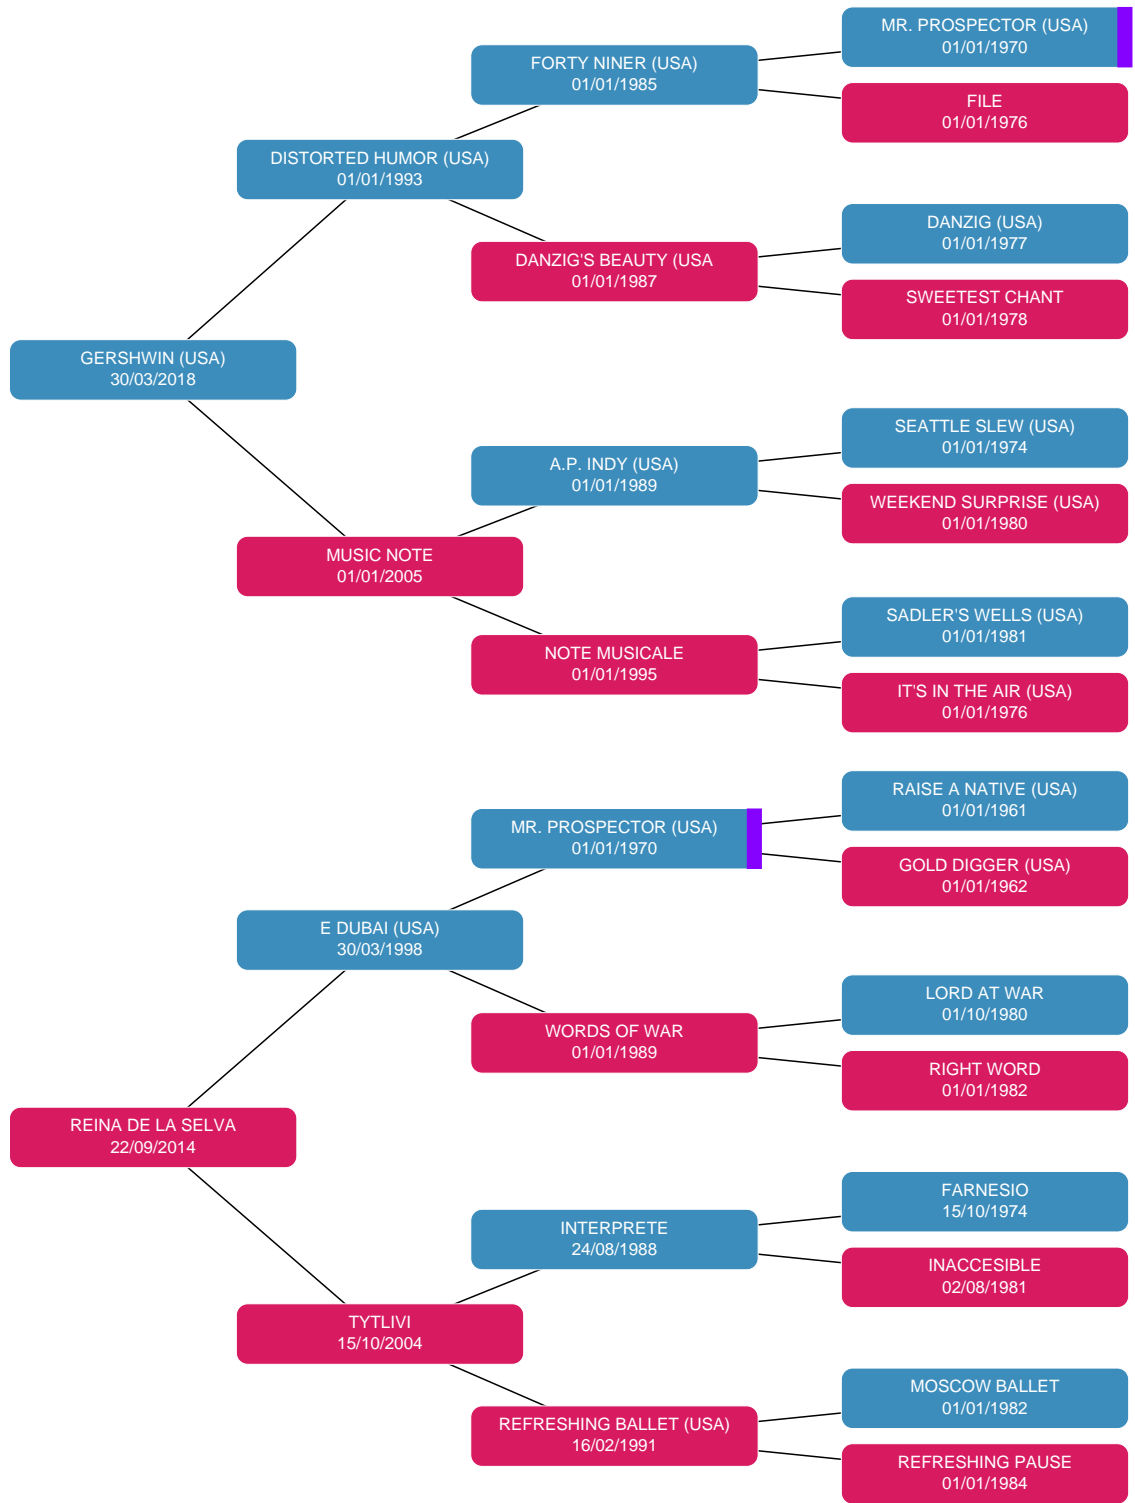 MR. PROSPECTOR (USA)
01/01/1970
FORTY NINER (USA)
01/01/1985
FILE
01/01/1976
DISTORTED HUMOR (USA)
01/01/1993
DANZIG (USA)
01/01/1977
DANZIG'S BEAUTY (USA
01/01/1987
SWEETEST CHANT
01/01/1978
GERSHWIN (USA)
30/03/2018
SEATTLE SLEW (USA)
01/01/1974
A.P. INDY (USA)
01/01/1989
WEEKEND SURPRISE (USA)
01/01/1980
MUSIC NOTE
01/01/2005
SADLER'S WELLS (USA)
01/01/1981
NOTE MUSICALE
01/01/1995
IT'S IN THE AIR (USA)
01/01/1976
RAISE A NATIVE (USA)
01/01/1961
MR. PROSPECTOR (USA)
01/01/1970
GOLD DIGGER (USA)
01/01/1962
E DUBAI (USA)
30/03/1998
LORD AT WAR
01/10/1980
WORDS OF WAR
01/01/1989
RIGHT WORD
01/01/1982
REINA DE LA SELVA
22/09/2014
FARNESIO
15/10/1974
INTERPRETE
24/08/1988
INACCESIBLE
02/08/1981
TYTLIVI
15/10/2004
MOSCOW BALLET
01/01/1982
REFRESHING BALLET (USA)
16/02/1991
REFRESHING PAUSE
01/01/1984